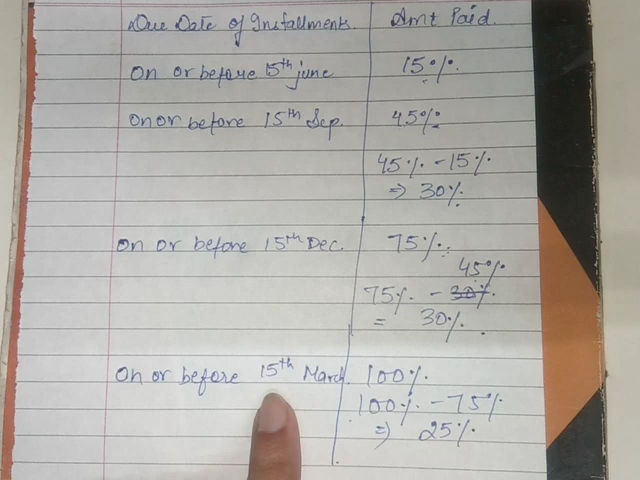 Due Date of Installments. Amt Paid.
On or before 15th june 15%.
On or before 15th Sep. 45%
45% - 15%
⇒ 30%
On or before 15th Dec. 75%.
45%
75% - 30%
= 30%.
On or before 15th March. 100%.
100% - 75%
⇒ 25%